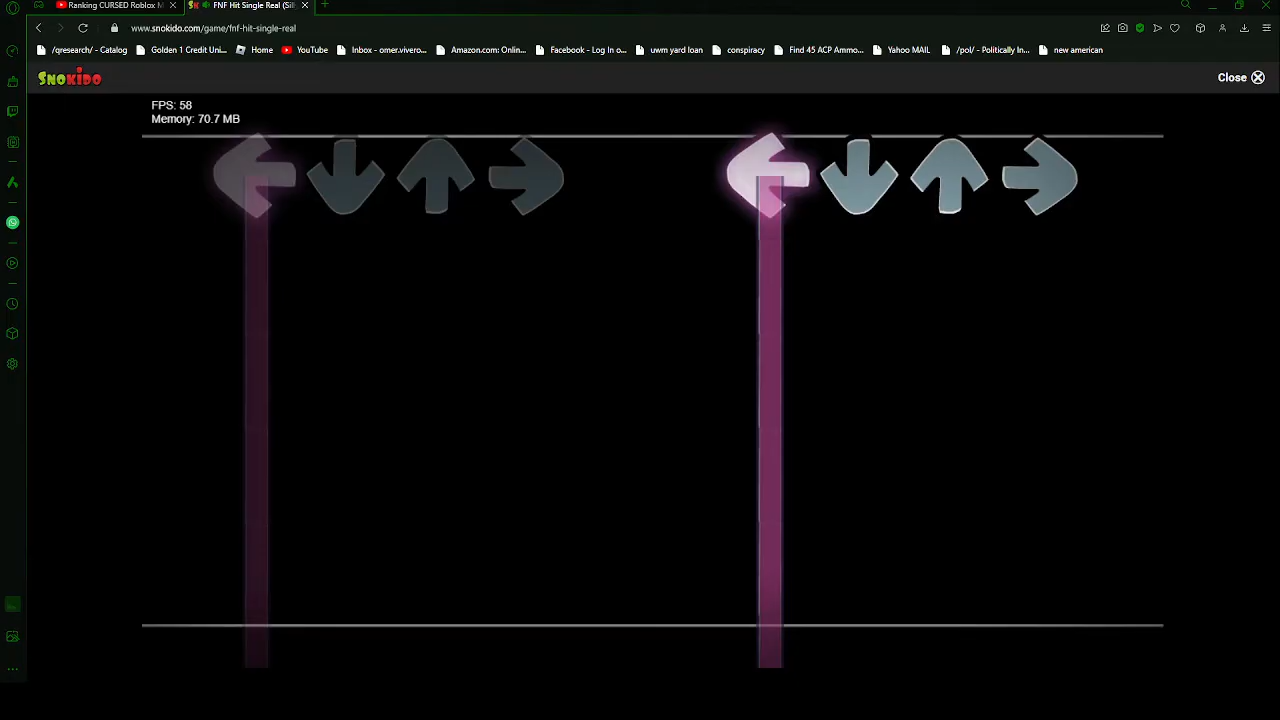 Ranking CURSED Roblox M
FNF Hit Single Real (Sil
www.snokido.com/game/fnf-hit-single-real
/qresearch/ - Catalog
Golden 1 Credit Uni...
Home
YouTube
Inbox - omer.vivero...
Amazon.com: Onlin...
Facebook - Log In o...
uwm yard loan
conspiracy
Find 45 ACP Ammo...
Yahoo MAIL
/pol/ - Politically In...
new american
SNOKIDO
Close
FPS: 58
Memory: 70.7 MB